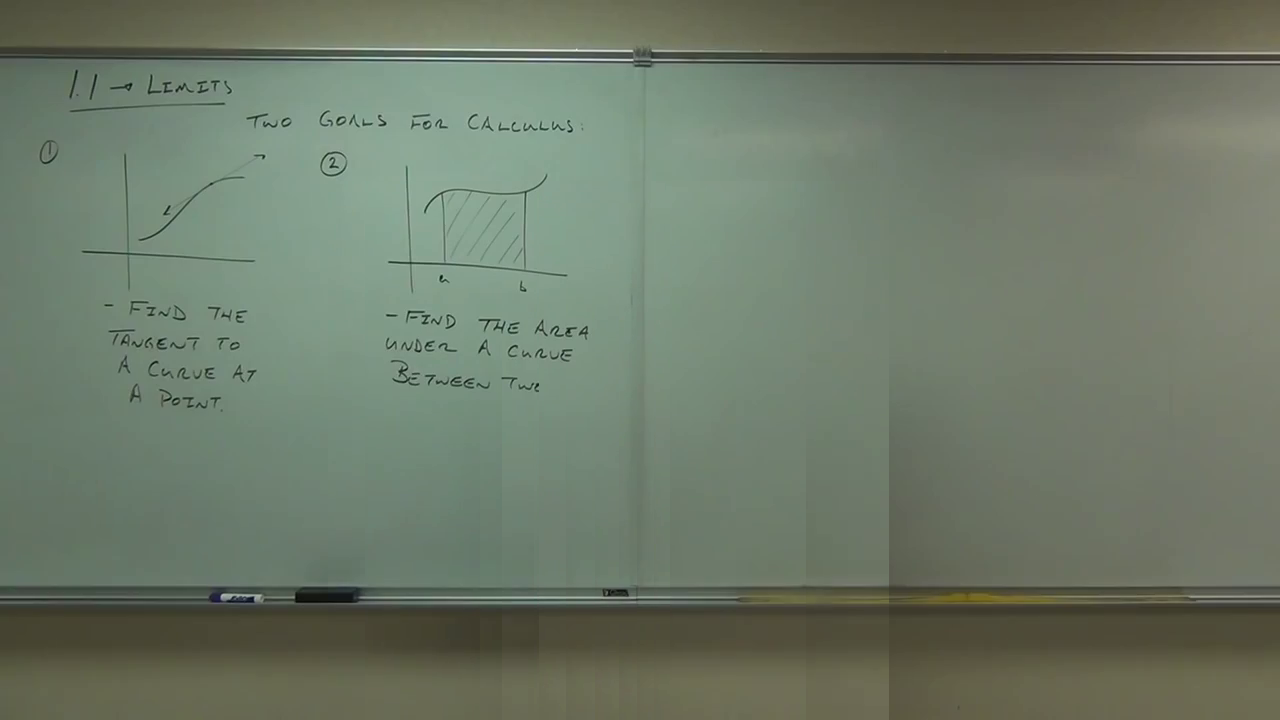 1.1 → LIMITS
TWO GOALS FOR CALCULUS:
①
②
a
b
- FIND THE
TANGENT TO
A CURVE AT
A POINT.
- FIND THE AREA
UNDER A CURVE
BETWEEN TWO